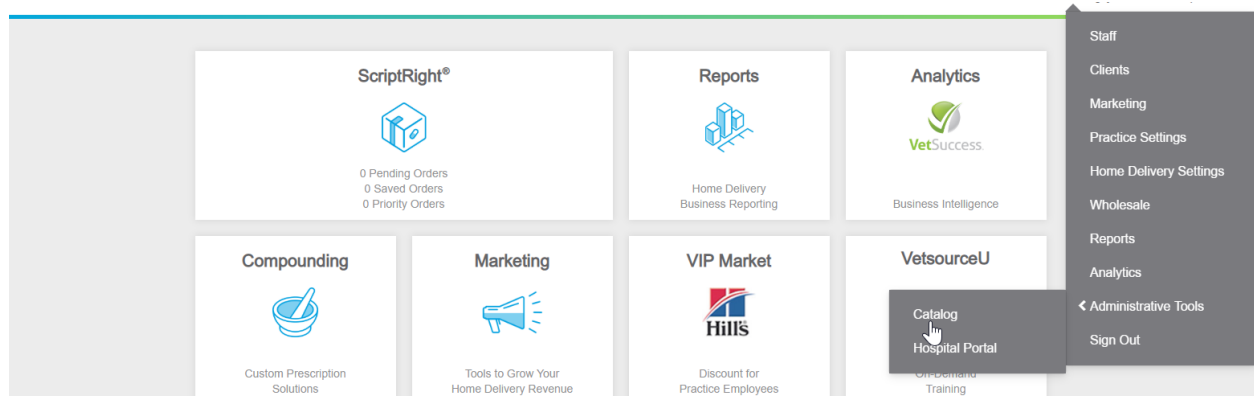 ScriptRight®
0 Pending Orders
0 Saved Orders
0 Priority Orders
Reports
Home Delivery
Business Reporting
Analytics
VetSuccess.
Business Intelligence
Compounding
Custom Prescription
Solutions
Marketing
Tools to Grow Your
Home Delivery Revenue
VIP Market
Hill's
Discount for
Practice Employees
VetsourceU
On-Demand
Training
Catalog
Hospital Portal
Staff
Clients
Marketing
Practice Settings
Home Delivery Settings
Wholesale
Reports
Analytics
Administrative Tools
Sign Out